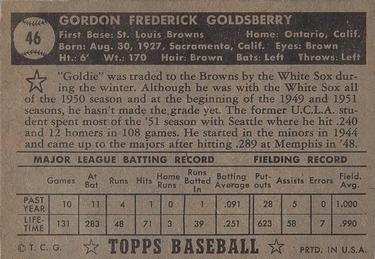 46
GORDON FREDERICK GOLDSBERRY
First Base: St. Louis Browns Home: Ontario, Calif.
Born: Aug. 30, 1927, Sacramento, Calif. Eyes: Brown
Ht.: 6' Wt.: 170 Hair: Brown Bats: Left Throws: Left
"Goldie" was traded to the Browns by the White Sox during the winter. Although he was with the White Sox all
of the 1950 season and at the beginning of the 1949 and 1951
seasons, he hasn't made the grade yet. The former U.C.L.A. student spent most of the '51 season with Seattle where he hit .240
and 12 homers in 108 games. He started in the minors in 1944
and came up to the majors after hitting .289 at Memphis in '48.
MAJOR LEAGUE BATTING RECORD FIELDING RECORD
Games At Bat Runs Hits Home Runs Runs Batted In Batting Average Put-outs Assists Errors Field. Avg.
PAST YEAR 10 11 4 1 0 1 .091 28 5 0 1.000
LIFE-TIME 131 283 48 71 3 39 .251 623 58 7 .990
© T. C. G. TOPPS BASEBALL PRTD. IN U.S.A.